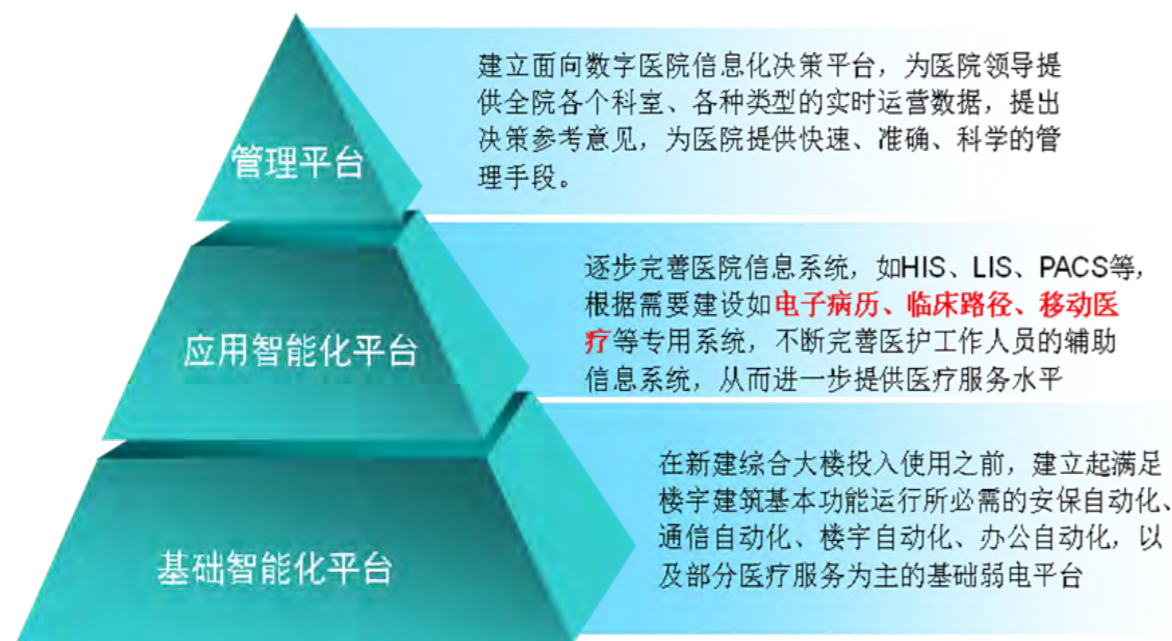 管理平台
建立面向数字医院信息化决策平台，为医院领导提
供全院各个科室、各种类型的实时运营数据，提出
决策参考意见，为医院提供快速、准确、科学的管
理手段。
应用智能化平台
逐步完善医院信息系统，如HIS、LIS、PACS等，
根据需要建设如电子病历、临床路径、移动医
疗等专用系统，不断完善医护工作人员的辅助
信息系统，从而进一步提供医疗服务水平
基础智能化平台
在新建综合大楼投入使用之前，建立起满足
楼宇建筑基本功能运行所必需的安保自动化、
通信自动化、楼宇自动化、办公自动化，以
及部分医疗服务为主的基础弱电平台